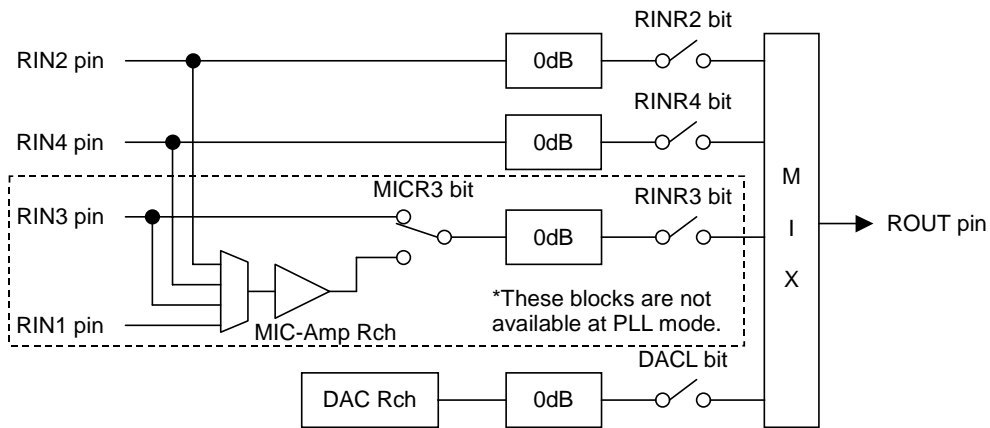 RINR2 bit
RIN2 pin
0dB
RINR4 bit
RIN4 pin
0dB
M
I
X
MICR3 bit
RINR3 bit
RIN3 pin
0dB
ROUT pin
*These blocks are not
available at PLL mode.
RIN1 pin
MIC-Amp Rch
DACL bit
DAC Rch
0dB